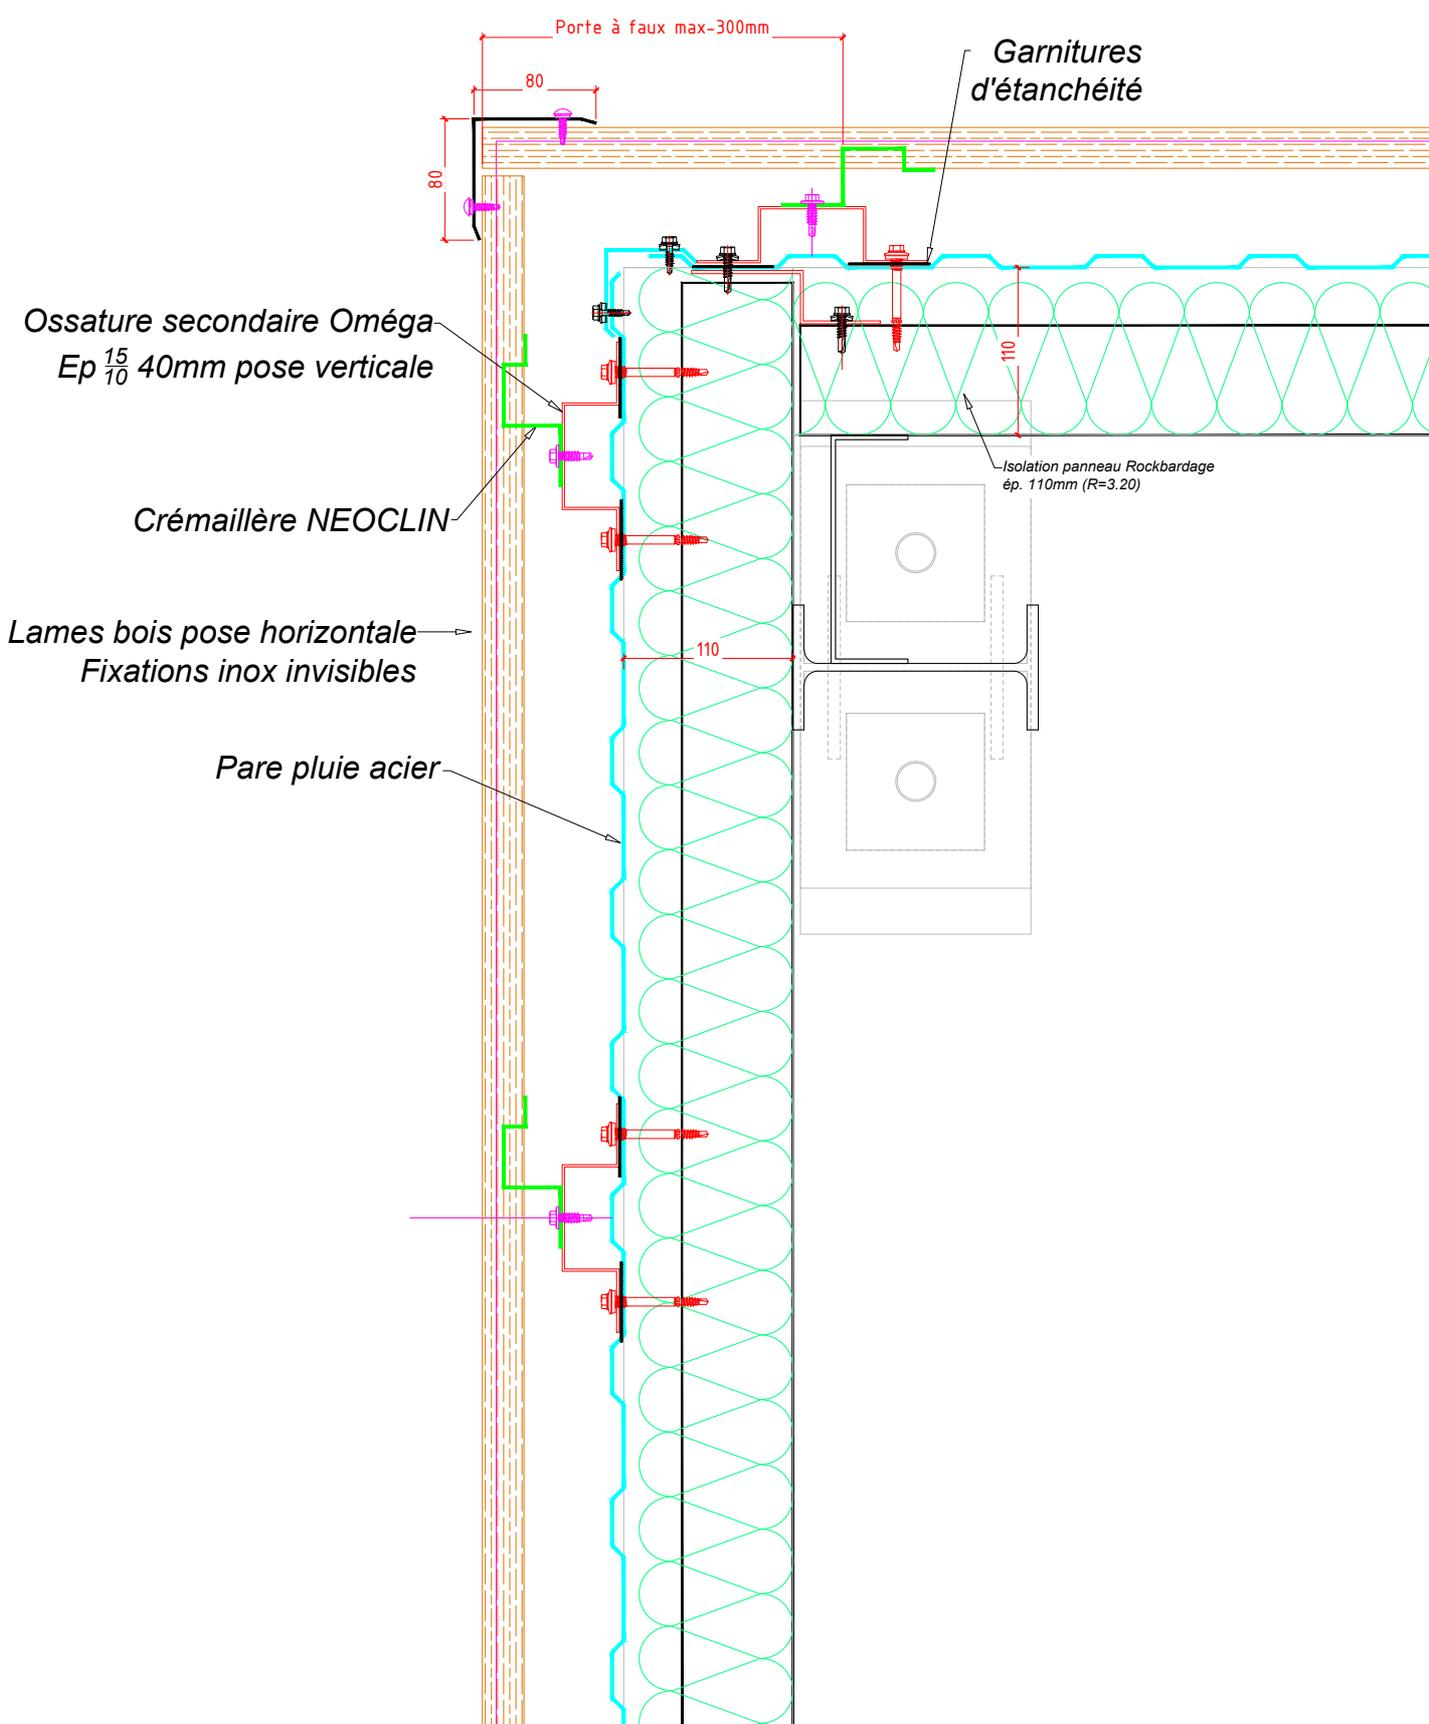 Porte à faux max-300mm
Garnitures
d'étanchéité
80
80
Ossature secondaire Oméga
Ep 15/10 40mm pose verticale
110
Isolation panneau Rockbardage
ép. 110mm (R=3.20)
Crémaillère NEOCLIN
Lames bois pose horizontale
Fixations inox invisibles
110
Pare pluie acier